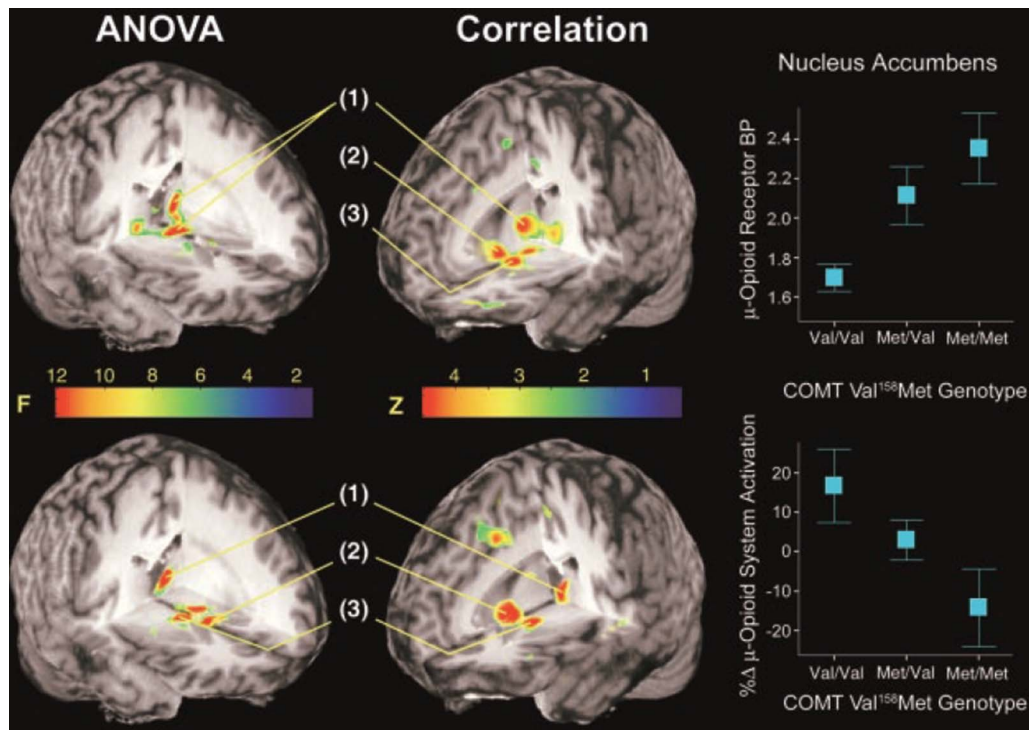 ANOVA
Correlation
Nucleus Accumbens
(1)
(2)
(3)
μ-Opioid Receptor BP
2.4
2.2
2.0
1.8
1.6
Val/Val Met/Val Met/Met
COMT Val¹⁵⁸Met Genotype
12 10 8 6 4 2
F
4 3 2 1
Z
(1)
(2)
(3)
%Δ μ-Opioid System Activation
20
10
0
-10
-20
Val/Val Met/Val Met/Met
COMT Val¹⁵⁸Met Genotype